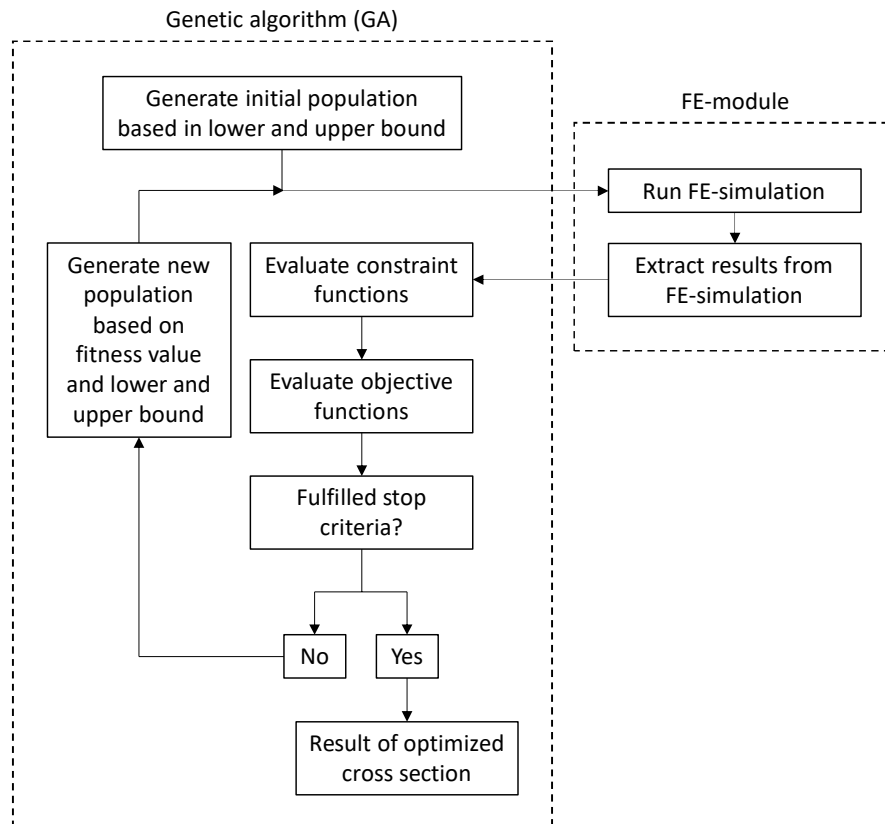 Genetic algorithm (GA)
Generate initial population
based in lower and upper bound
FE-module
Run FE-simulation
Extract results from
FE-simulation
Generate new
population
based on
fitness value
and lower and
upper bound
Evaluate constraint
functions
Evaluate objective
functions
Fulfilled stop
criteria?
No
Yes
Result of optimized
cross section